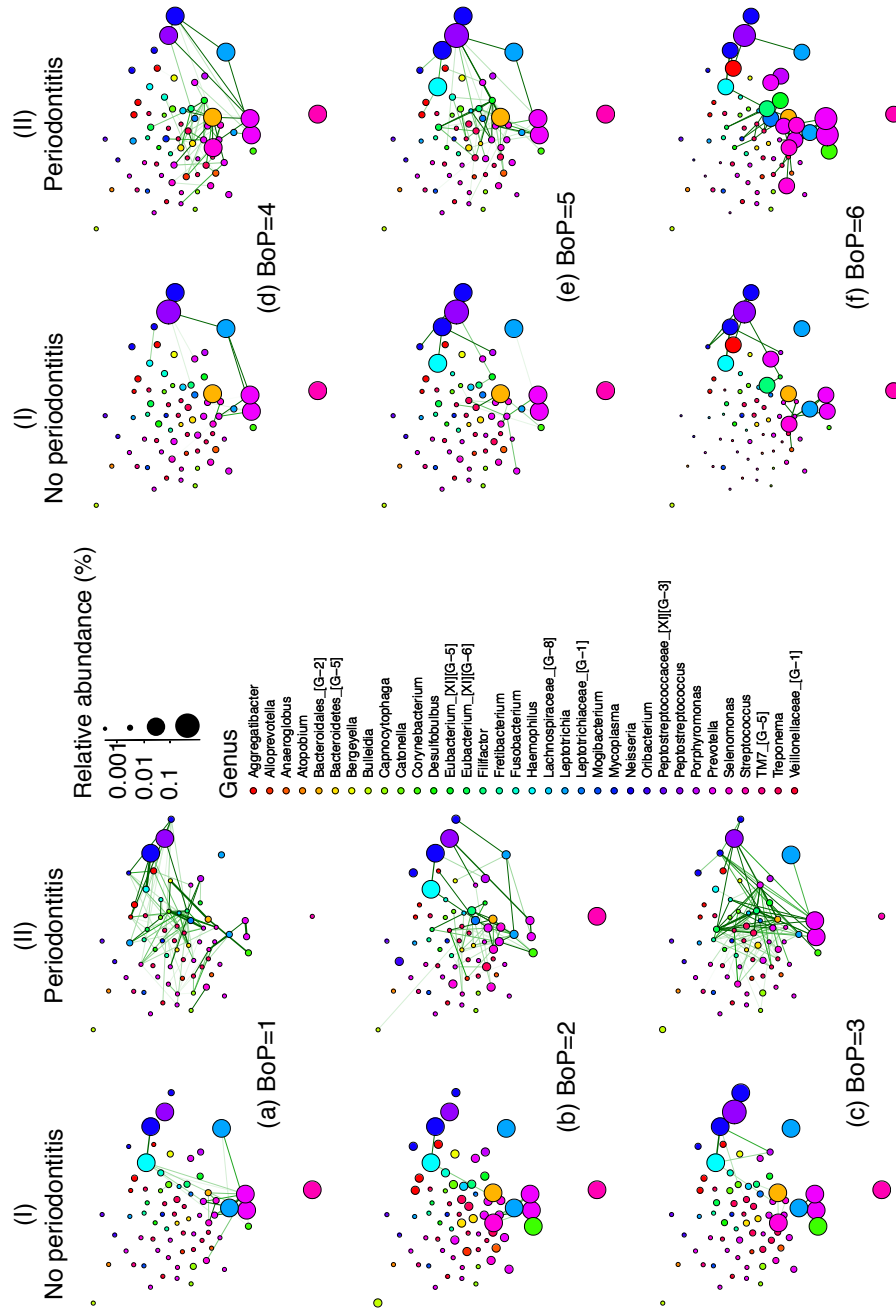 (I)
No periodontitis
(II)
Periodontitis
(a) BoP=1
(b) BoP=2
(c) BoP=3
Relative abundance (%)
0.001
0.01
0.1
Genus
Aggregatibacter
Alloprevotella
Anaeroglobus
Atopobium
Bacteroidales_[G−2]
Bacteroidetes_[G−5]
Bergeyella
Bulleidia
Capnocytophaga
Catonella
Corynebacterium
Desulfobulbus
Eubacterium_[XI][G−5]
Eubacterium_[XI][G−6]
Filifactor
Fretibacterium
Fusobacterium
Haemophilus
Lachnospiraceae_[G−8]
Leptotrichia
Leptotrichiaceae_[G−1]
Mogibacterium
Mycoplasma
Neisseria
Oribacterium
Peptostreptococcaceae_[XI][G−3]
Peptostreptococcus
Porphyromonas
Prevotella
Selenomonas
Streptococcus
TM7_[G−5]
Treponema
Veillonellaceae_[G−1]
(I)
No periodontitis
(II)
Periodontitis
(d) BoP=4
(e) BoP=5
(f) BoP=6